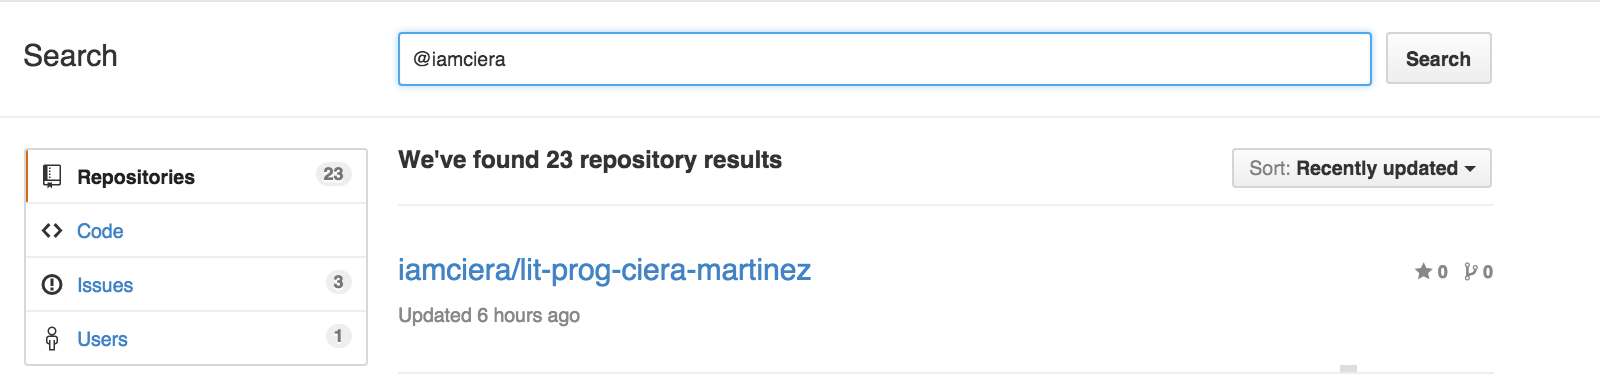 Search
@iamciera
Search
Repositories 23
Code
Issues 3
Users 1
We've found 23 repository results
Sort: Recently updated
iamciera/lit-prog-ciera-martinez
0 0
Updated 6 hours ago